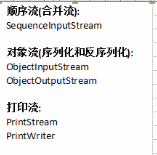 顺序流(合并流):
SequenceInputStream
对象流(序列化和反序列化):
ObjectInputStream
ObjectOutputStream
打印流:
PrintStream
PrintWriter